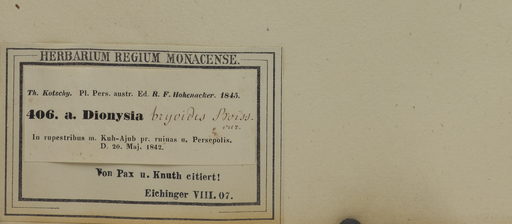 HERBARIUM REGIUM MONACENSE.
Th. Kotschy. Pl. Pers. austr. Ed. R. F. Hohenacker. 1845.
406. a. Dionysia bryoides Boiss.
var.
In rupestribus m. Kuh-Ajub pr. ruinas u. Persepolis.
D. 20. Maj. 1842.
Von Pax u. Knuth citiert!
Eichinger VIII. 07.